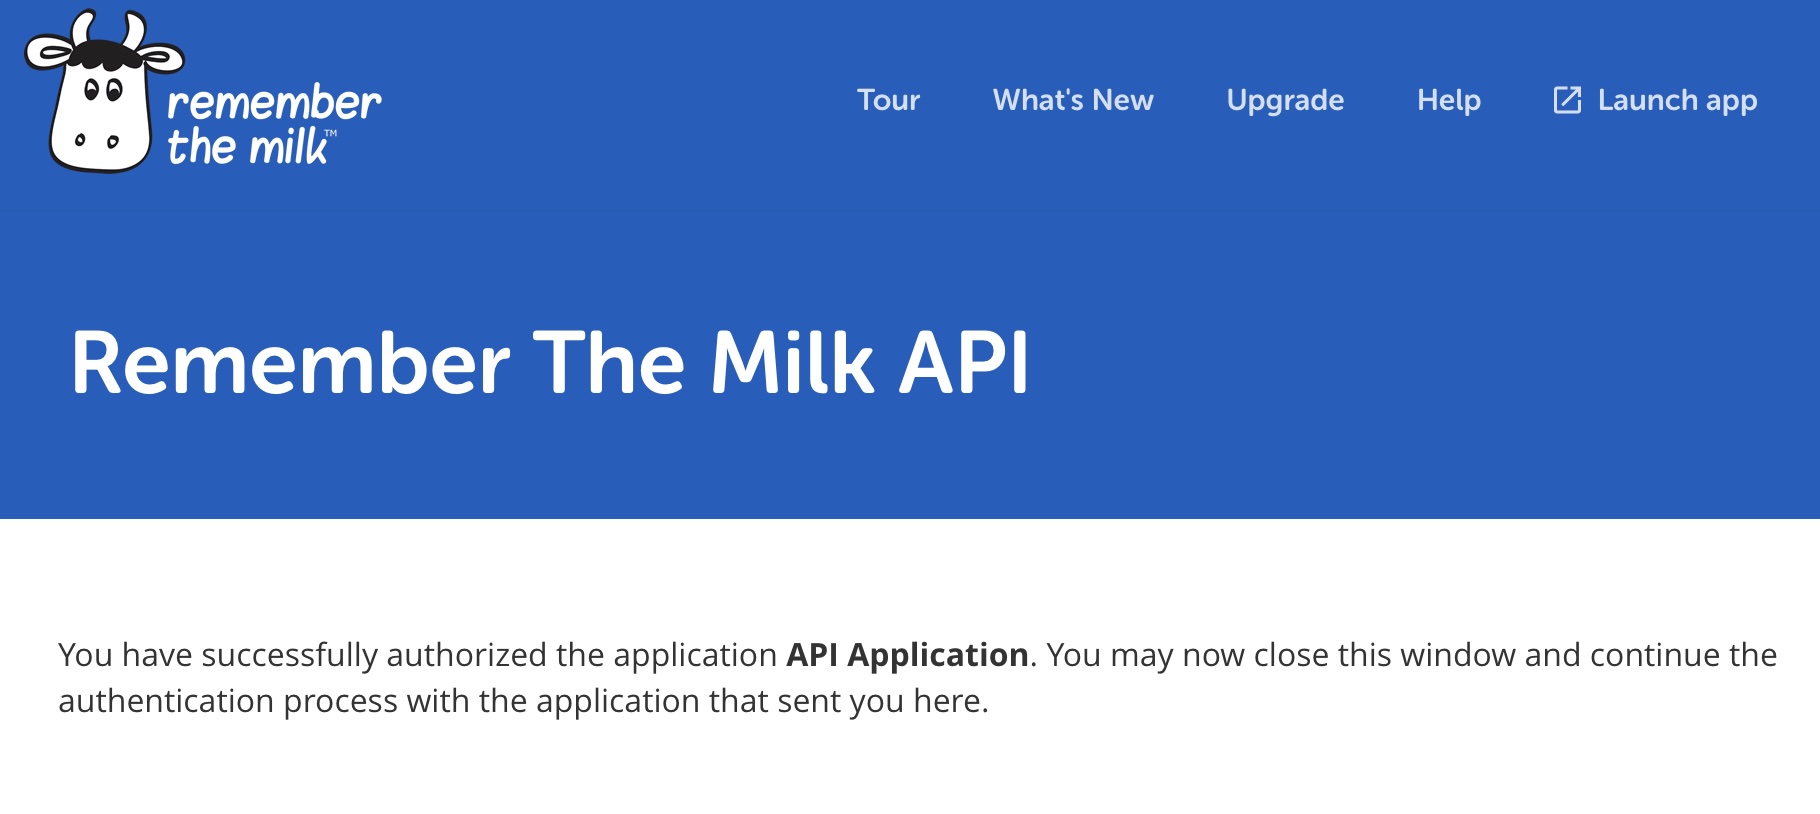 remember
the milk™
Tour
What's New
Upgrade
Help
Launch app
Remember The Milk API
You have successfully authorized the application API Application. You may now close this window and continue the
authentication process with the application that sent you here.